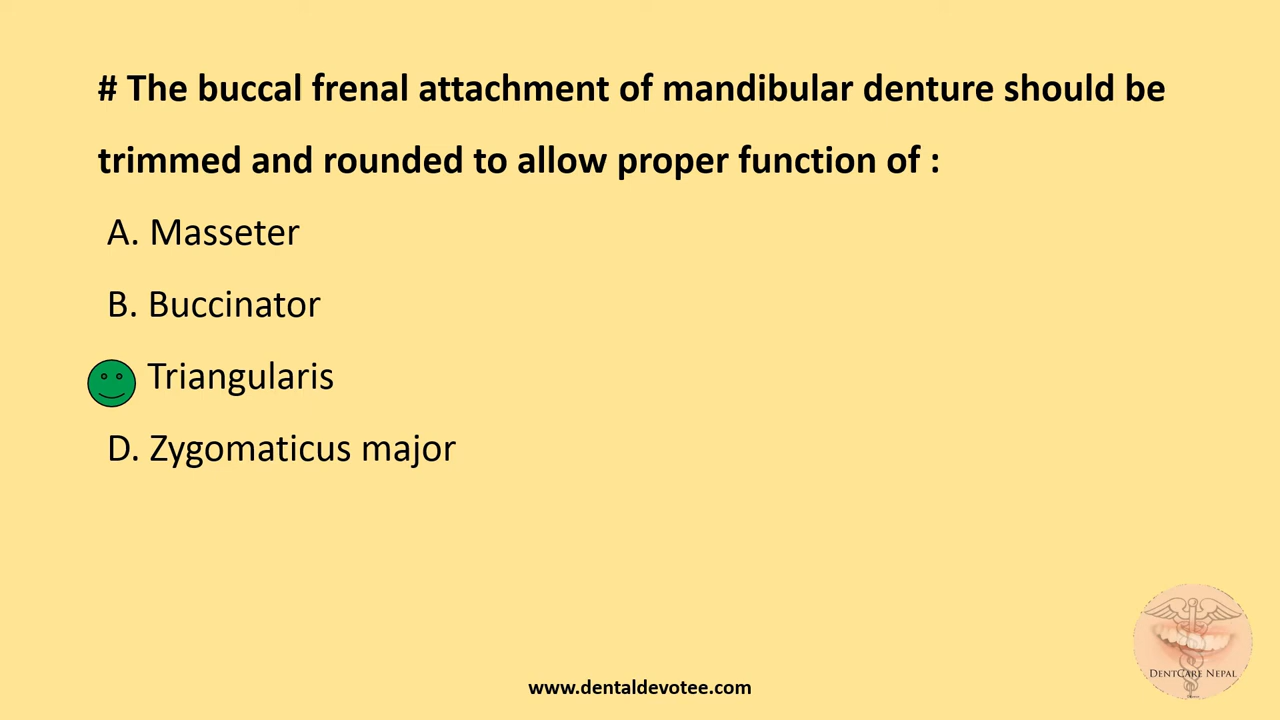 # The buccal frenal attachment of mandibular denture should be
trimmed and rounded to allow proper function of :
A. Masseter
B. Buccinator
Triangularis
D. Zygomaticus major
DENTCARE NEPAL
www.dentaldevotee.com